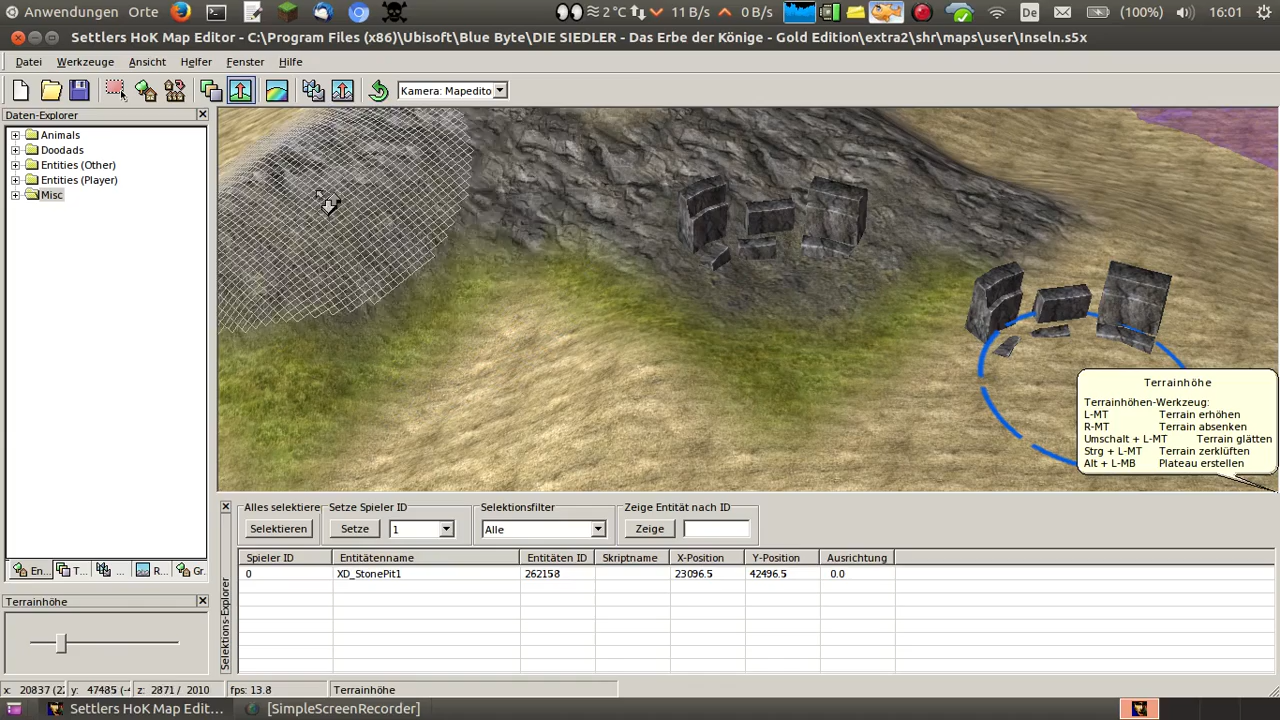 Anwendungen Orte 2 °C 11 B/s 0 B/s De (100%) 16:01
Settlers HoK Map Editor - C:\Program Files (x86)\Ubisoft\Blue Byte\DIE SIEDLER - Das Erbe der Könige - Gold Edition\extra2\shr\maps\user\Inseln.s5x
Datei Werkzeuge Ansicht Helfer Fenster Hilfe
Kamera: Mapedito
Daten-Explorer
Animals
Doodads
Entities (Other)
Entities (Player)
Misc
En... T... ... R... Gr.
Terrainhöhe
Terrainhöhe
Terrainhöhen-Werkzeug:
L-MT Terrain erhöhen
R-MT Terrain absenken
Umschalt + L-MT Terrain glätten
Strg + L-MT Terrain zerklüften
Alt + L-MB Plateau erstellen
Selektions-Explorer
Alles selektiere Setze Spieler ID Selektionsfilter Zeige Entität nach ID
Selektieren Setze 1 Alle Zeige
Spieler ID Entitätenname Entitäten ID Skriptname X-Position Y-Position Ausrichtung
0 XD_StonePit1 262158 23096.5 42496.5 0.0
x: 20837 (2 y: 47485 (- z: 2871 / 2010 fps: 13.8 Terrainhöhe
Settlers HoK Map Edit... [SimpleScreenRecorder]